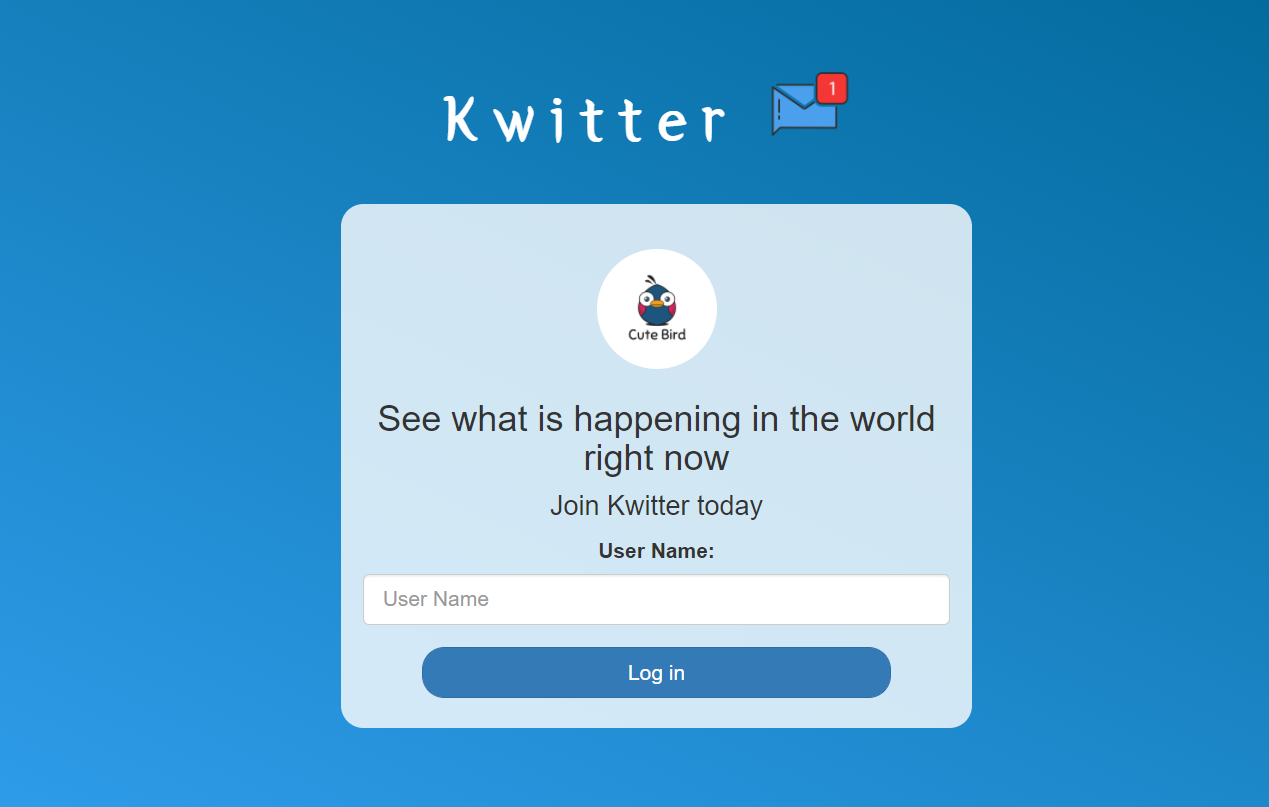 Kwitter
1
Cute Bird
See what is happening in the world
right now
Join Kwitter today
User Name:
User Name
Log in